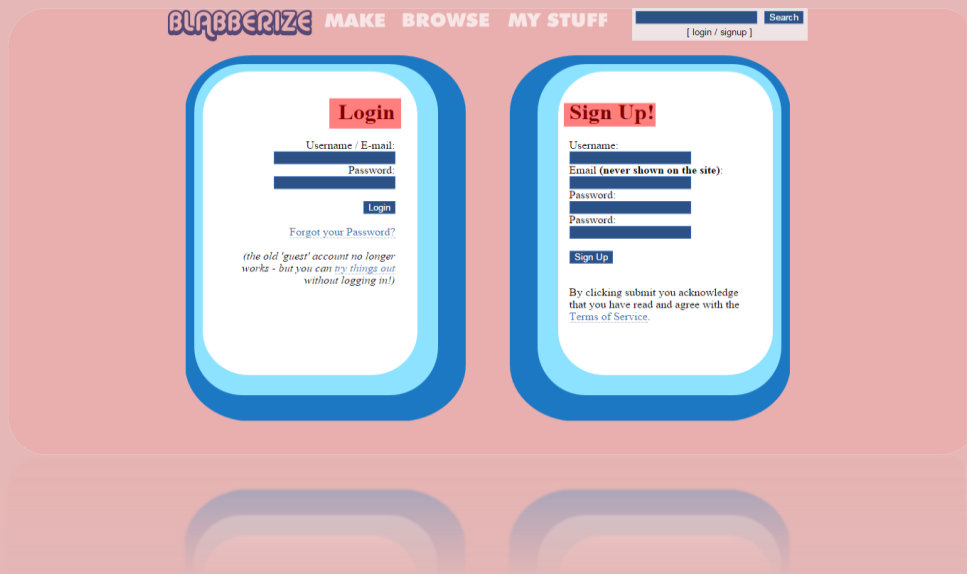 BLABBERIZE MAKE BROWSE MY STUFF Search
[ login / signup ]
Login
Username / E-mail:
Password:
Login
Forgot your Password?
(the old 'guest' account no longer
works - but you can try things out
without logging in!)
Sign Up!
Username:
Email (never shown on the site):
Password:
Password:
Sign Up
By clicking submit you acknowledge
that you have read and agree with the
Terms of Service.